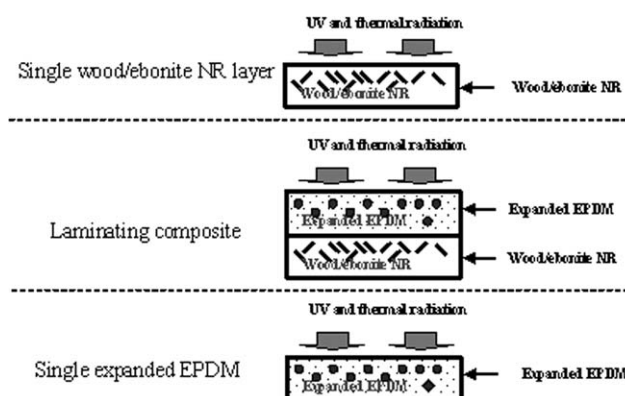 UV and thermal radiation
Single wood/ebonite NR layer
Wood/ebonite NR
Wood/ebonite NR
UV and thermal radiation
Expanded EPDM
Expanded EPDM
Laminating composite
Wood/ebonite NR
Wood/ebonite NR
UV and thermal radiation
Single expanded EPDM
Expanded EPDM
Expanded EPDM